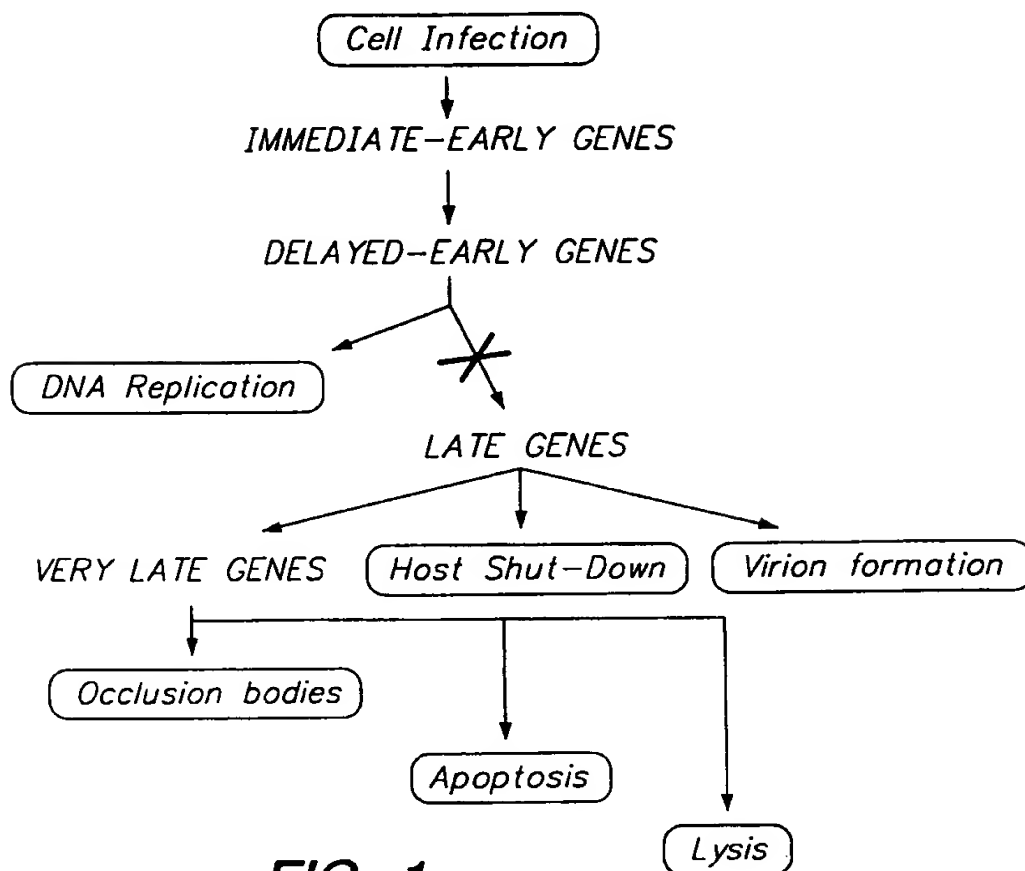 Cell Infection
IMMEDIATE-EARLY GENES
DELAYED-EARLY GENES
DNA Replication
LATE GENES
VERY LATE GENES
Host Shut-Down
Virion formation
Occlusion bodies
Apoptosis
Lysis